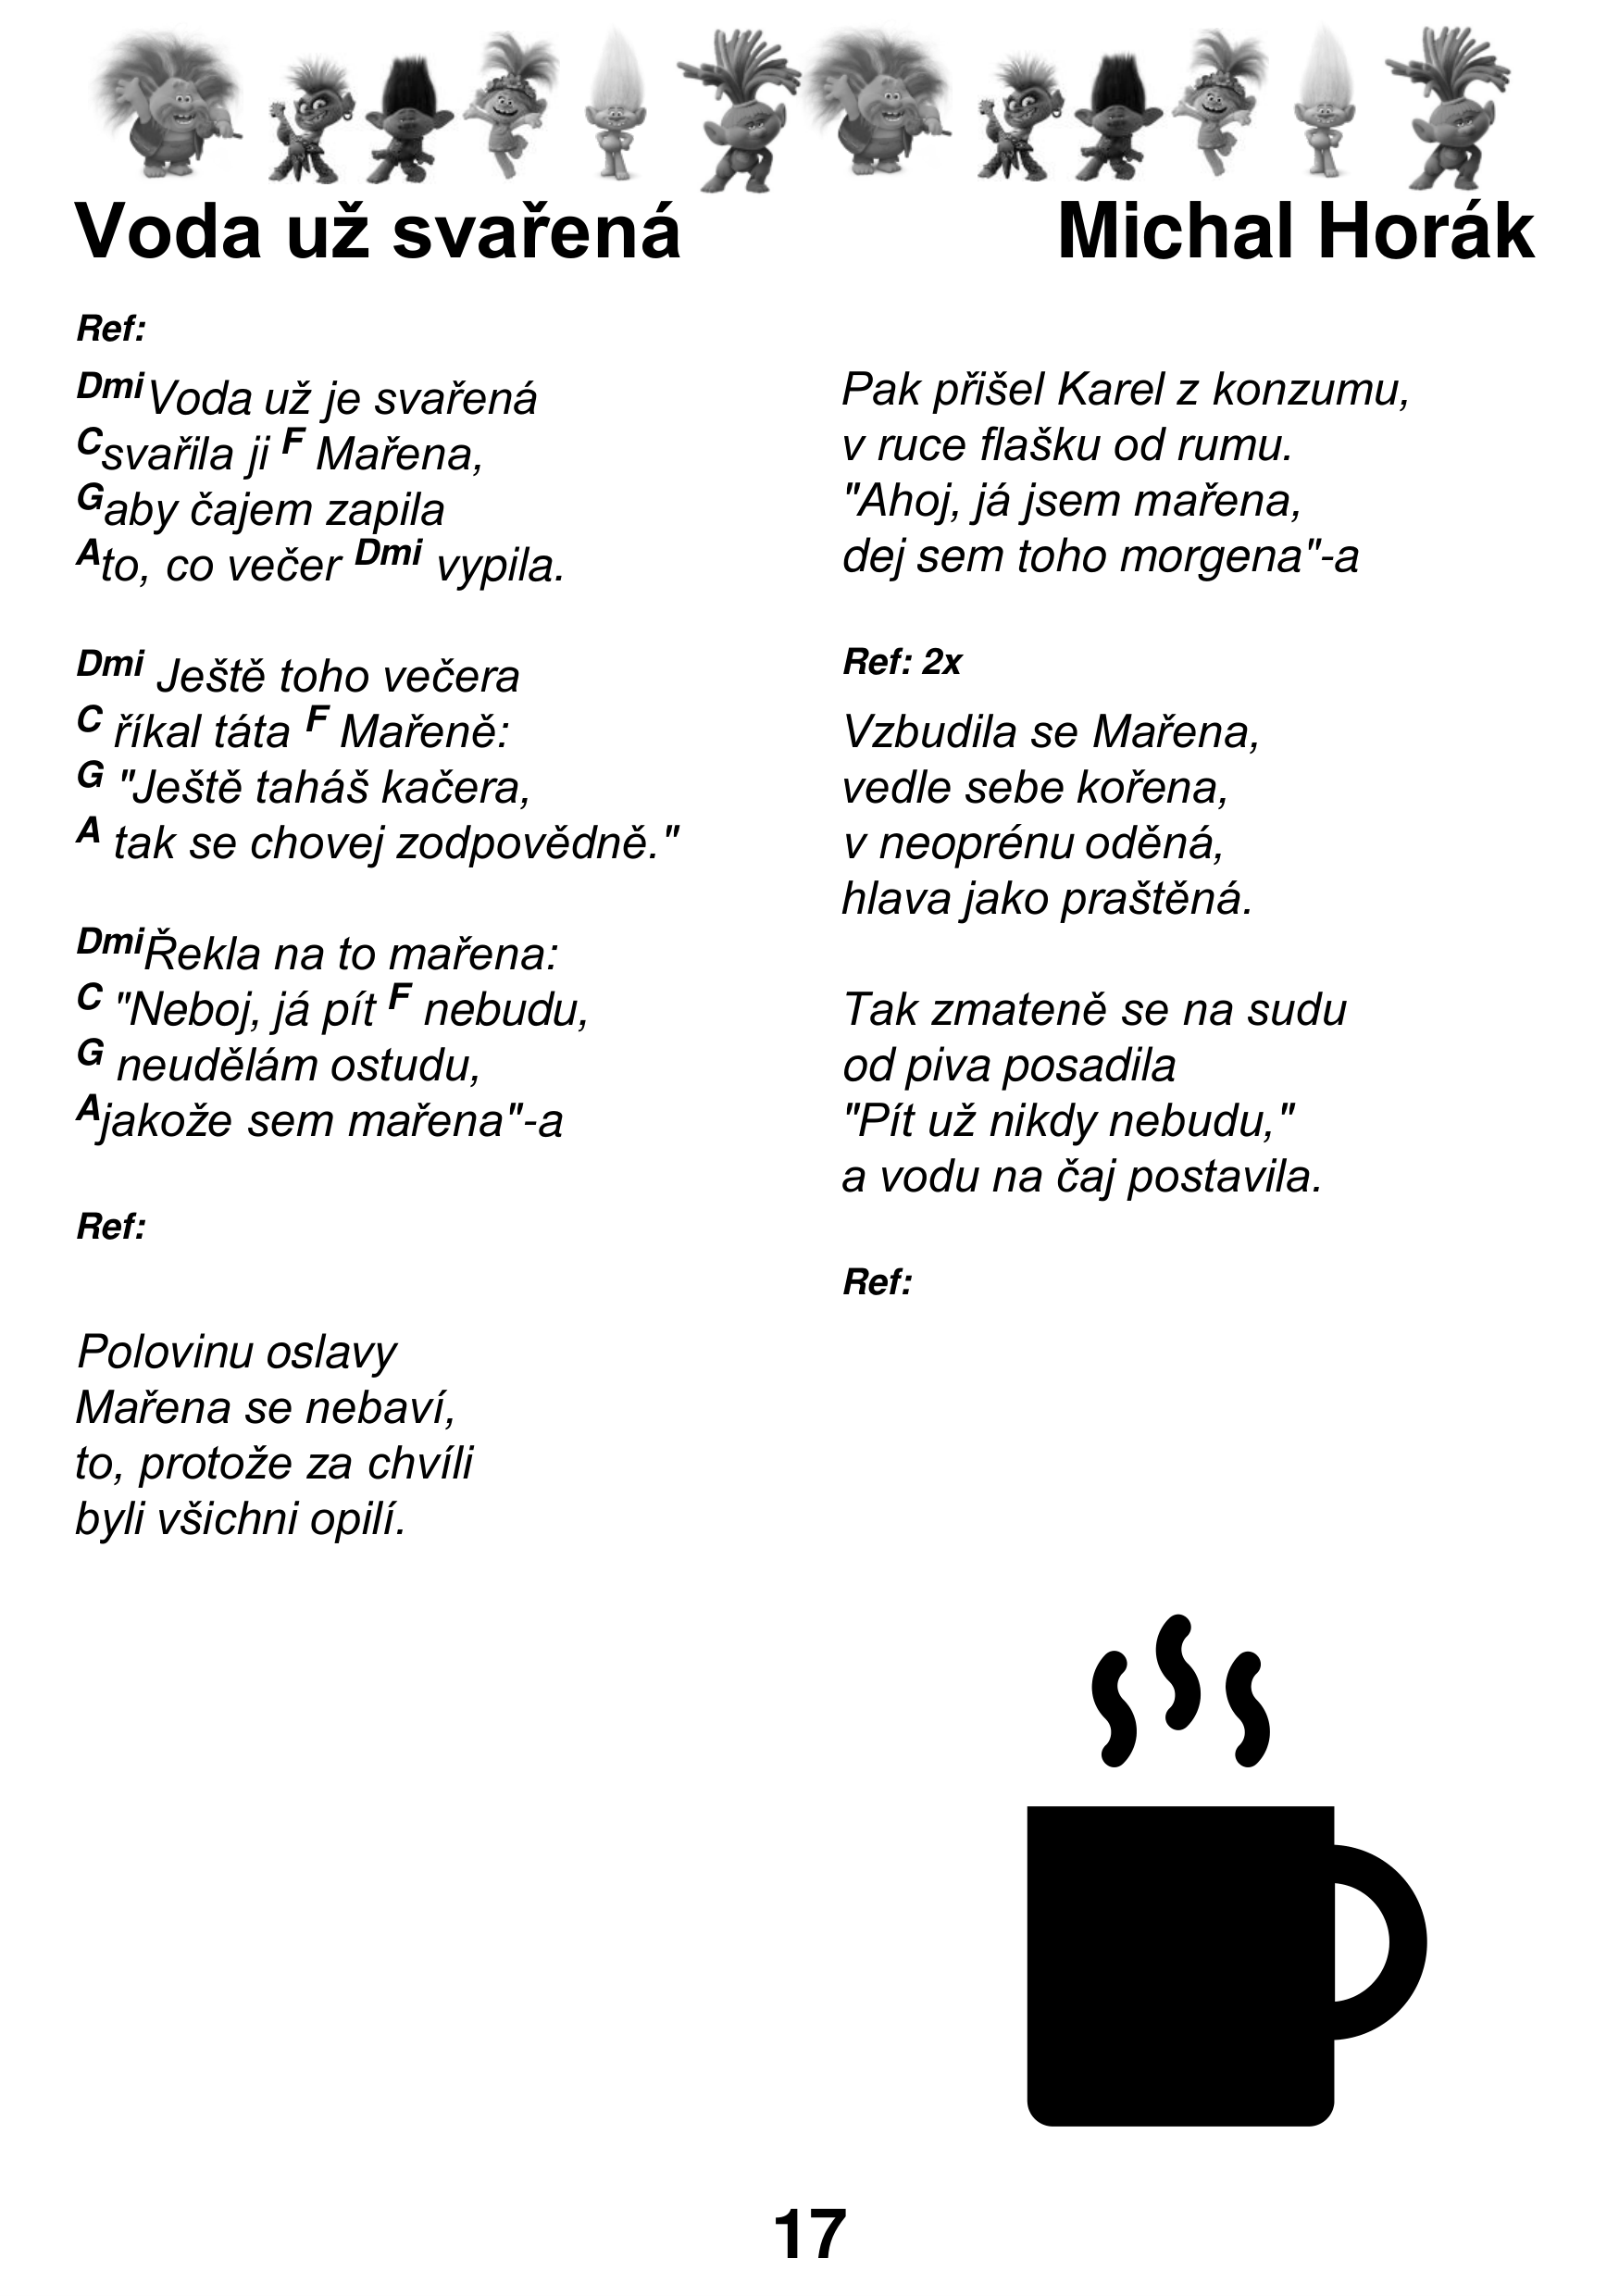 Voda už svařená Michal Horák
Ref:
Dmi Voda už je svařená
C svařila ji F Mařena,
G aby čajem zapila
A to, co večer Dmi vypila.
Dmi Ještě toho večera
C říkal táta F Mařeně:
G "Ještě taháš kačera,
A tak se chovej zodpovědně."
Dmi Řekla na to mařena:
C "Neboj, já pít F nebudu,
G neudělám ostudu,
A jakože sem mařena"-a
Ref:
Polovinu oslavy
Mařena se nebaví,
to, protože za chvíli
byli všichni opilí.
Pak přišel Karel z konzumu,
v ruce flašku od rumu.
"Ahoj, já jsem mařena,
dej sem toho morgena"-a
Ref: 2x
Vzbudila se Mařena,
vedle sebe kořena,
v neoprénu oděná,
hlava jako praštěná.
Tak zmateně se na sudu
od piva posadila
"Pít už nikdy nebudu,"
a vodu na čaj postavila.
Ref:
17